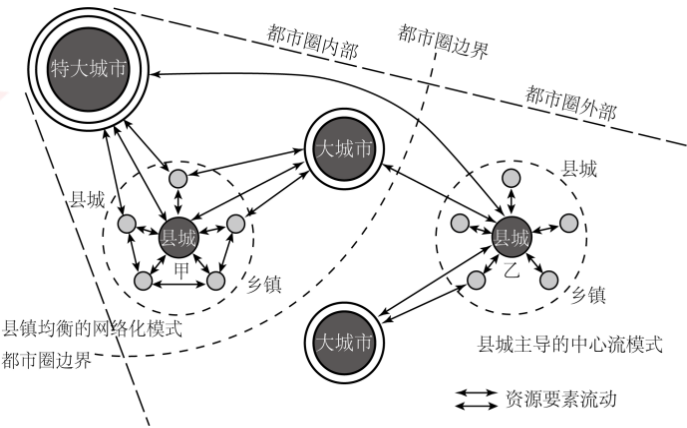 特大城市
都市圈内部
都市圈边界
都市圈外部
大城市
县城
县城
县城
县城
甲
乙
乡镇
乡镇
县镇均衡的网络化模式
大城市
县城主导的中心流模式
都市圈边界
资源要素流动